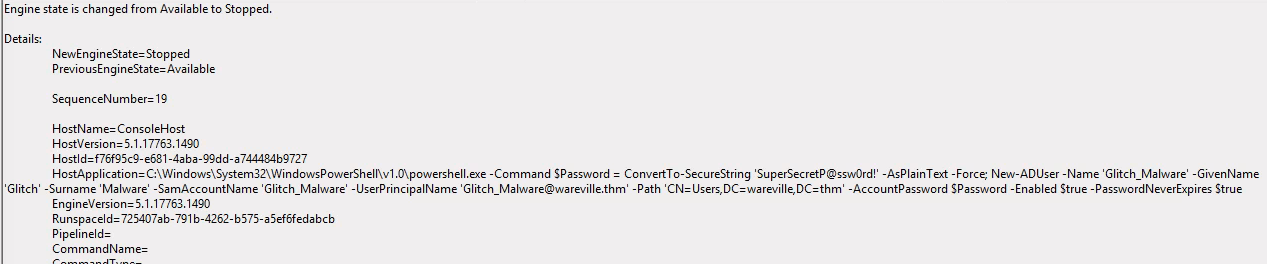 Engine state is changed from Available to Stopped.
Details:
NewEngineState=Stopped
PreviousEngineState=Available
SequenceNumber=19
HostName=ConsoleHost
HostVersion=5.1.17763.1490
HostId=f76f95c9-e681-4aba-99dd-a744484b9727
HostApplication=C:\Windows\System32\WindowsPowerShell\v1.0\powershell.exe -Command $Password = ConvertTo-SecureString 'SuperSecretP@ssw0rd!' -AsPlainText -Force; New-ADUser -Name 'Glitch_Malware' -GivenName
'Glitch' -Surname 'Malware' -SamAccountName 'Glitch_Malware' -UserPrincipalName 'Glitch_Malware@wareville.thm' -Path 'CN=Users,DC=wareville,DC=thm' -AccountPassword $Password -Enabled $true -PasswordNeverExpires $true
EngineVersion=5.1.17763.1490
RunspaceId=725407ab-791b-4262-b575-a5ef6fedabcb
PipelineId=
CommandName=
CommandType=